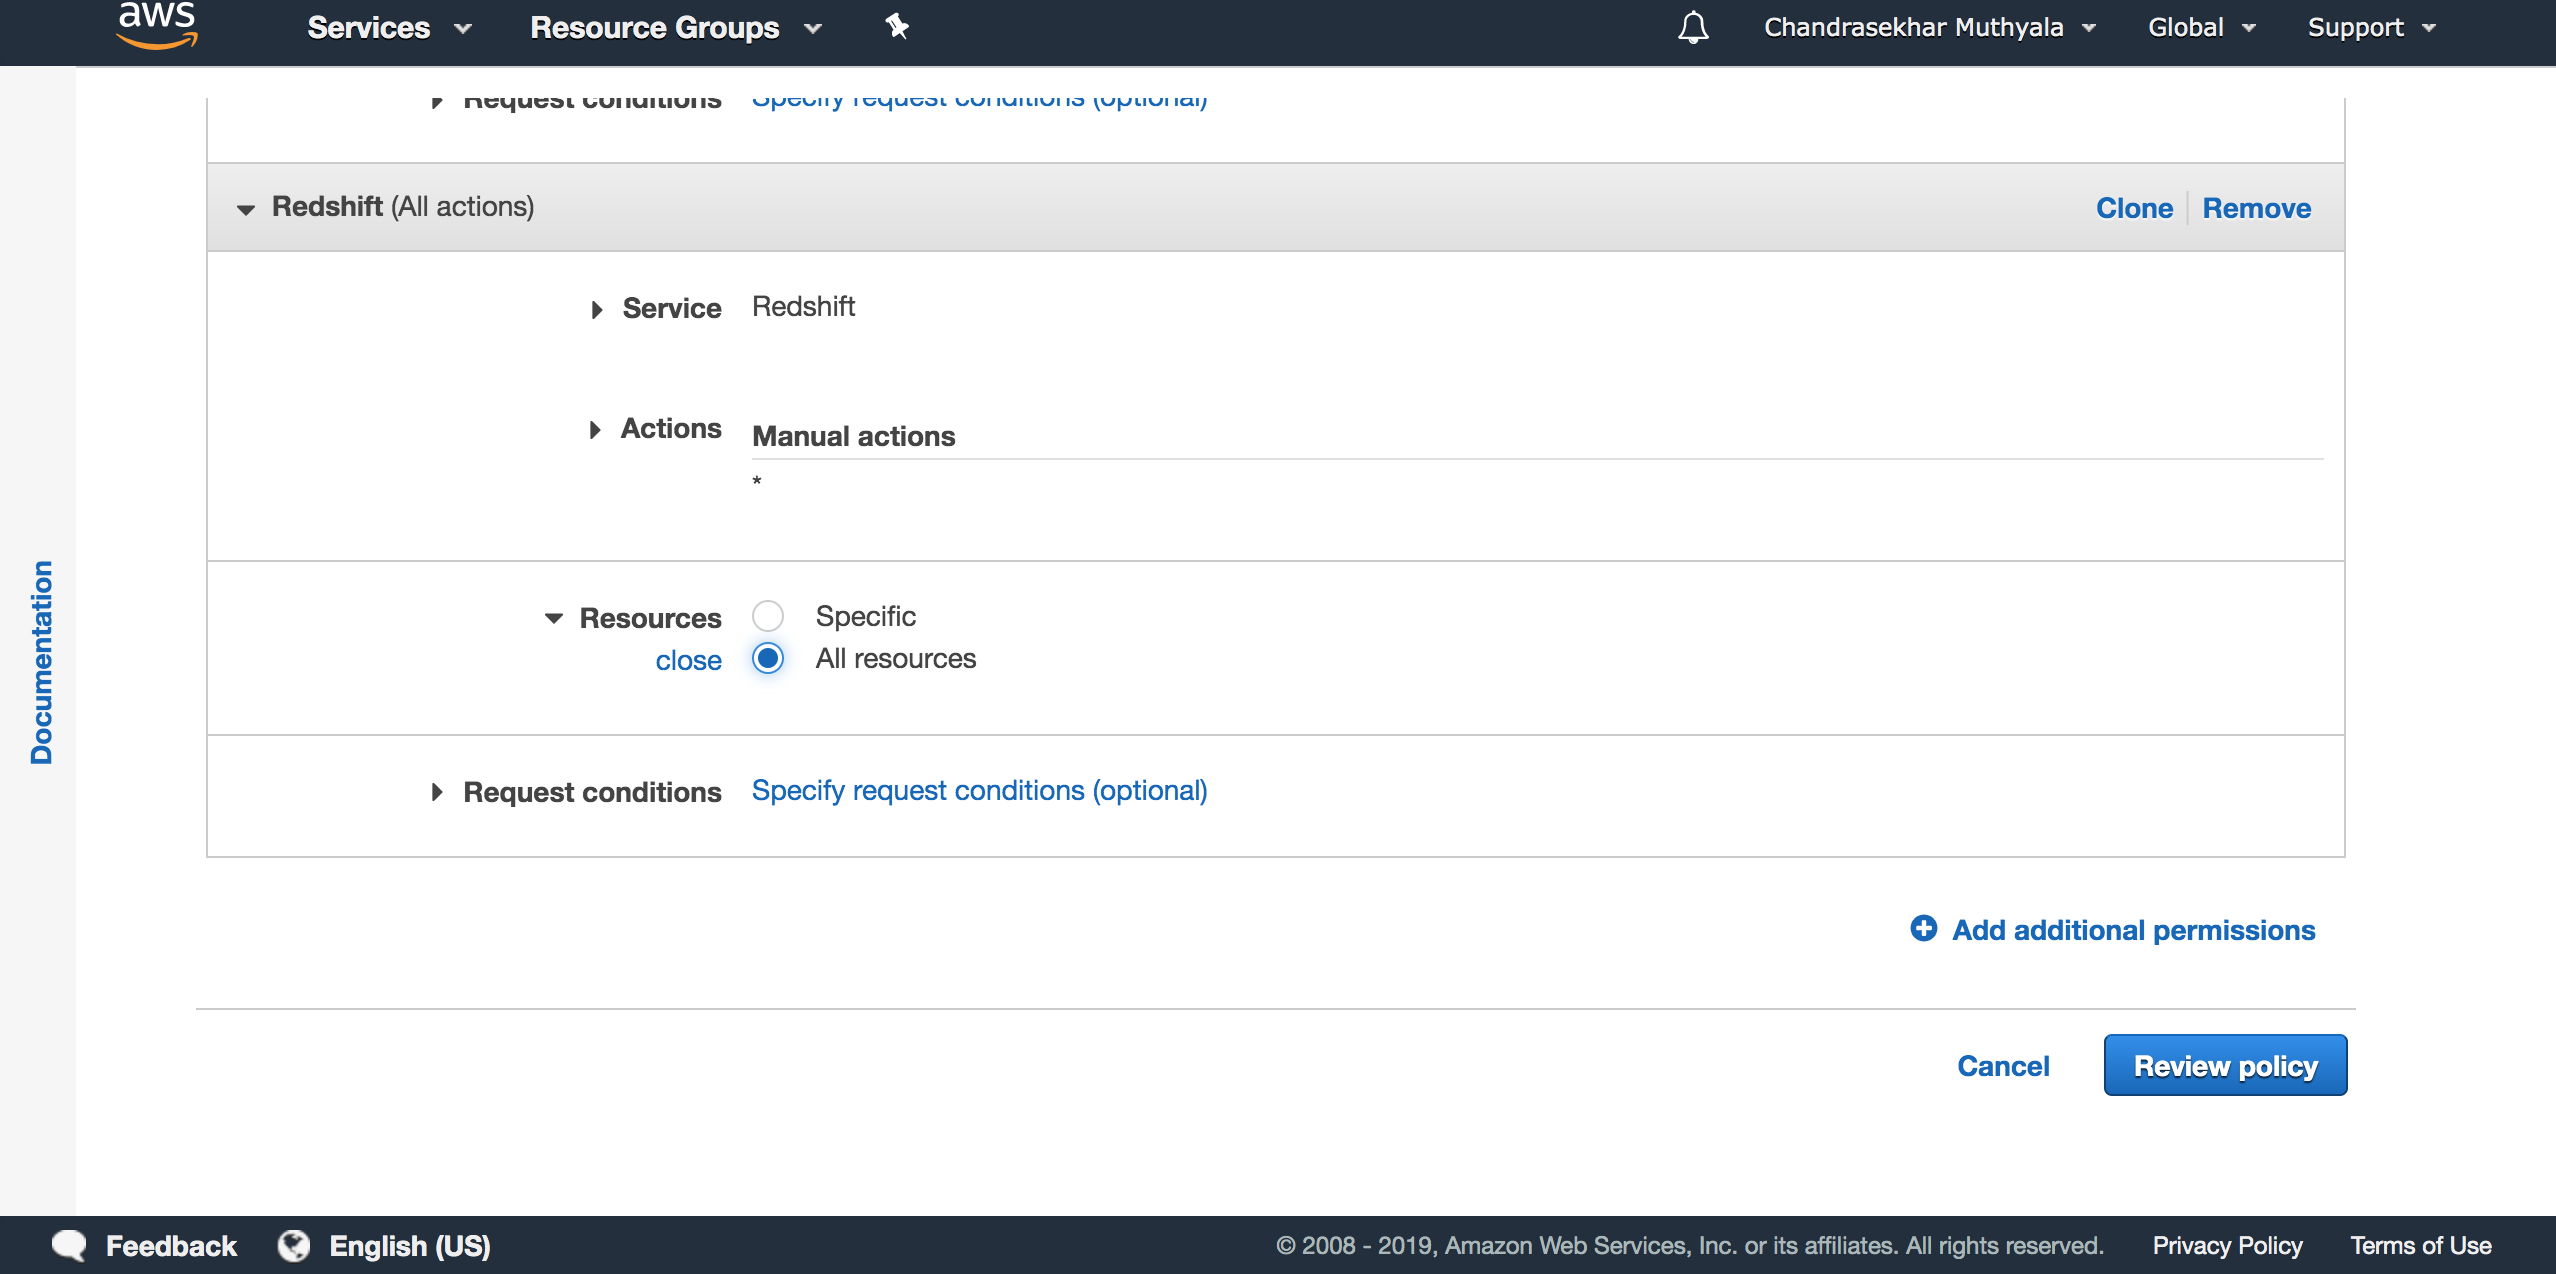 aws Services Resource Groups Chandrasekhar Muthyala Global Support
Request conditions Specify request conditions (optional)
Redshift (All actions) Clone Remove
Service Redshift
Actions Manual actions
*
Resources Specific
close All resources
Request conditions Specify request conditions (optional)
Documentation
Add additional permissions
Cancel Review policy
Feedback English (US) © 2008 - 2019, Amazon Web Services, Inc. or its affiliates. All rights reserved. Privacy Policy Terms of Use